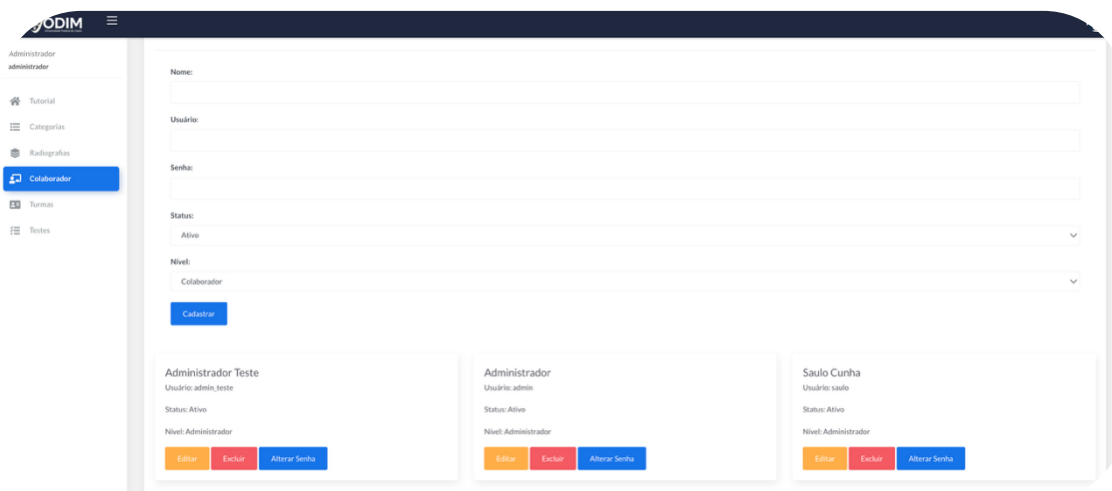 ODIM
Administrador
administrador
Tutorial
Categorias
Radiografias
Colaborador
Turmas
Testes
Nome:
Usuário:
Senha:
Status:
Ativo
Nível:
Colaborador
Cadastrar
Administrador Teste
Usuário: admin_teste
Status: Ativo
Nível: Administrador
Editar Excluir Alterar Senha
Administrador
Usuário: admin
Status: Ativo
Nível: Administrador
Editar Excluir Alterar Senha
Saulo Cunha
Usuário: saulo
Status: Ativo
Nível: Administrador
Editar Excluir Alterar Senha